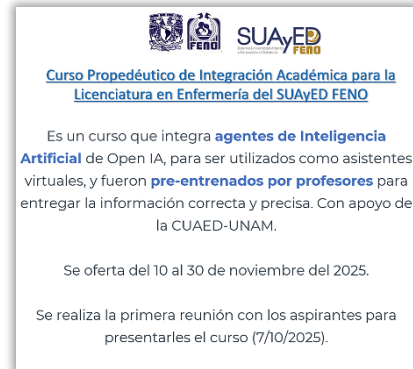 FENO
SUAyED
FENO
Curso Propedéutico de Integración Académica para la
Licenciatura en Enfermería del SUAyED FENO
Es un curso que integra agentes de Inteligencia
Artificial de Open IA, para ser utilizados como asistentes
virtuales, y fueron pre-entrenados por profesores para
entregar la información correcta y precisa. Con apoyo de
la CUAED-UNAM.
Se oferta del 10 al 30 de noviembre del 2025.
Se realiza la primera reunión con los aspirantes para
presentarles el curso (7/10/2025).